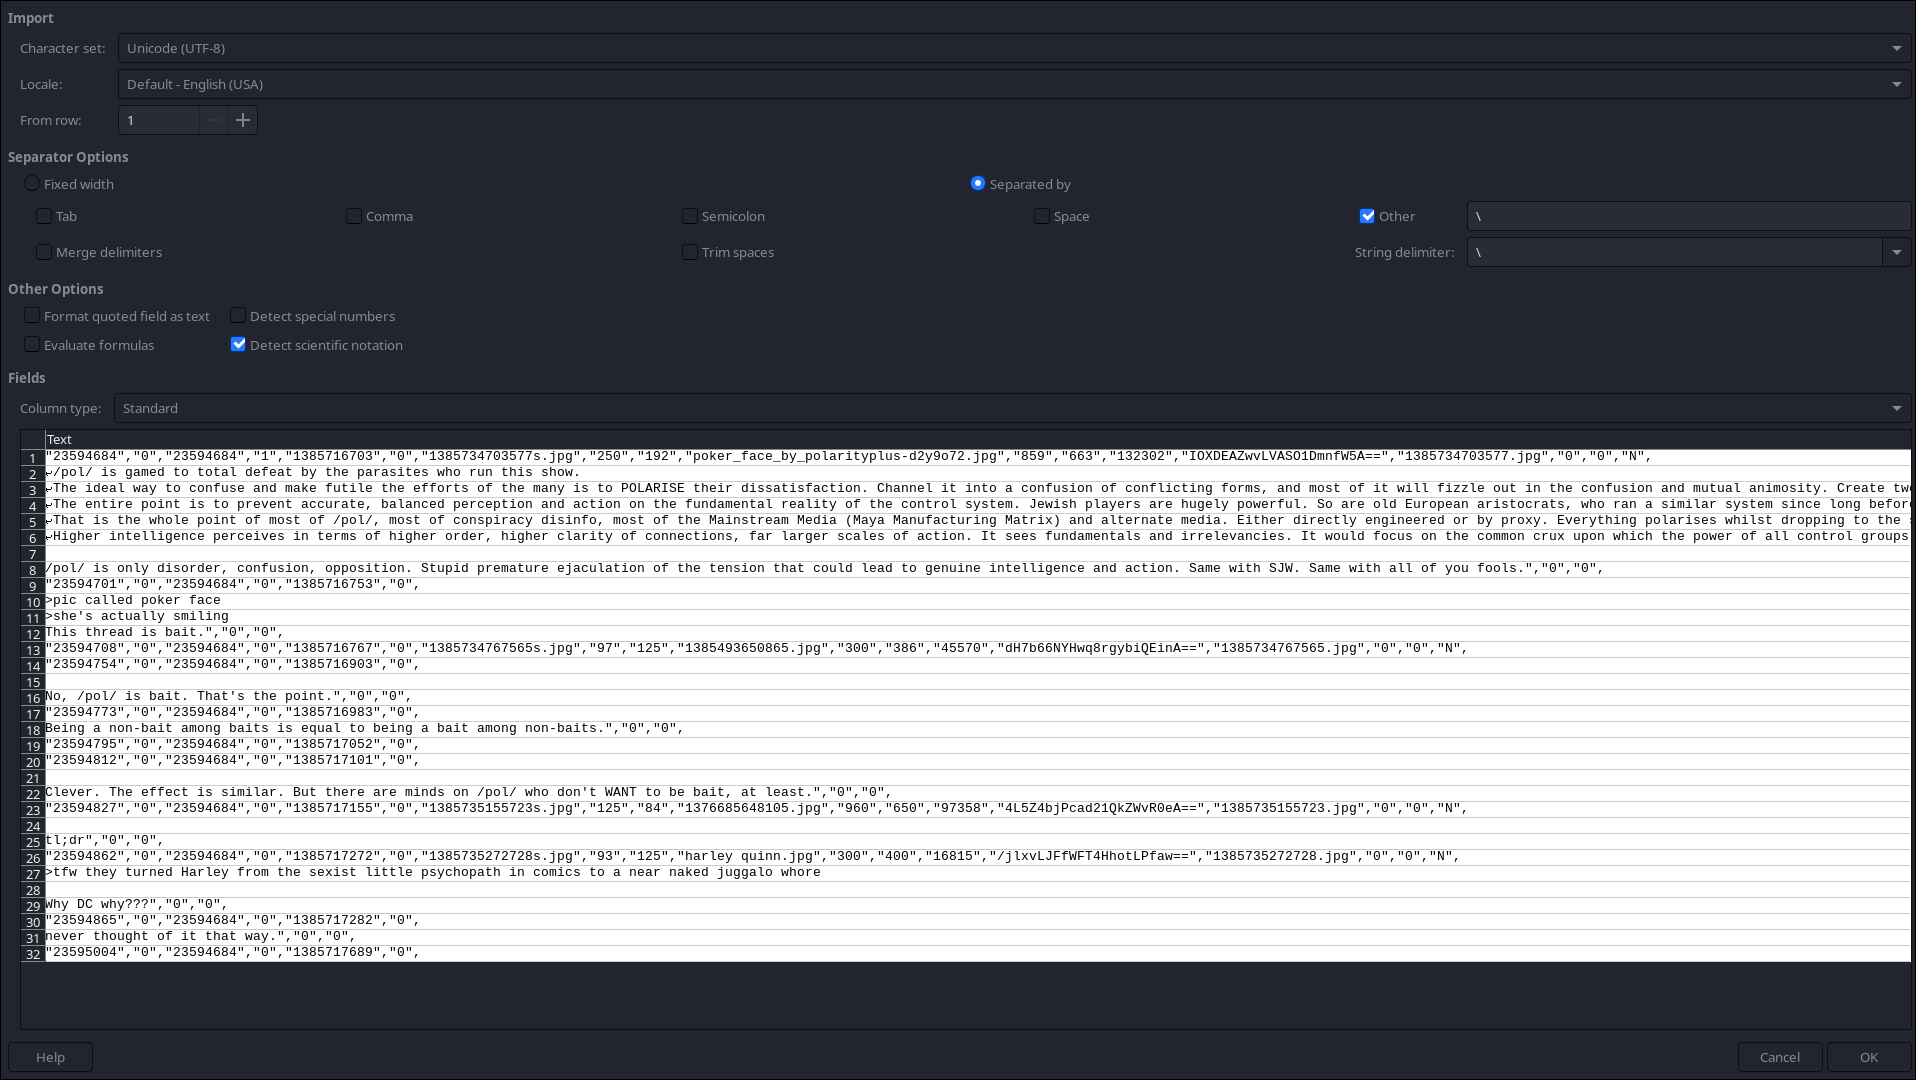 Import
Character set: Unicode (UTF-8)
Locale: Default - English (USA)
From row: 1
Separator Options
Fixed width Separated by
Tab Comma Semicolon Space Other \
Merge delimiters Trim spaces String delimiter: \
Other Options
Format quoted field as text Detect special numbers
Evaluate formulas Detect scientific notation
Fields
Column type: Standard
Text
1 "23594684","0","23594684","1","1385716703","0","1385734703577s.jpg","250","192","poker_face_by_polarityplus-d2y9o72.jpg","859","663","132302","IOXDEAZwvLVASO1DmnfW5A==","1385734703577.jpg","0","0","N",
2 ↩/pol/ is gamed to total defeat by the parasites who run this show.
3 ↩The ideal way to confuse and make futile the efforts of the many is to POLARISE their dissatisfaction. Channel it into a confusion of conflicting forms, and most of it will fizzle out in the confusion and mutual animosity. Create two
4 ↩The entire point is to prevent accurate, balanced perception and action on the fundamental reality of the control system. Jewish players are hugely powerful. So are old European aristocrats, who ran a similar system since long before
5 ↩That is the whole point of most of /pol/, most of conspiracy disinfo, most of the Mainstream Media (Maya Manufacturing Matrix) and alternate media. Either directly engineered or by proxy. Everything polarises whilst dropping to the
6 ↩Higher intelligence perceives in terms of higher order, higher clarity of connections, far larger scales of action. It sees fundamentals and irrelevancies. It would focus on the common crux upon which the power of all control groups
7
8 /pol/ is only disorder, confusion, opposition. Stupid premature ejaculation of the tension that could lead to genuine intelligence and action. Same with SJW. Same with all of you fools.","0","0",
9 "23594701","0","23594684","0","1385716753","0",
10 >pic called poker face
11 >she's actually smiling
12 This thread is bait.","0","0",
13 "23594708","0","23594684","0","1385716767","0","1385734767565s.jpg","97","125","1385493650865.jpg","300","386","45570","dH7b66NYHwq8rgybiQEinA==","1385734767565.jpg","0","0","N",
14 "23594754","0","23594684","0","1385716903","0",
15
16 No, /pol/ is bait. That's the point.","0","0",
17 "23594773","0","23594684","0","1385716983","0",
18 Being a non-bait among baits is equal to being a bait among non-baits.","0","0",
19 "23594795","0","23594684","0","1385717052","0",
20 "23594812","0","23594684","0","1385717101","0",
21
22 Clever. The effect is similar. But there are minds on /pol/ who don't WANT to be bait, at least.","0","0",
23 "23594827","0","23594684","0","1385717155","0","1385735155723s.jpg","125","84","1376685648105.jpg","960","650","97358","4L5Z4bjPcad21QkZWvR0eA==","1385735155723.jpg","0","0","N",
24
25 tl;dr","0","0",
26 "23594862","0","23594684","0","1385717272","0","1385735272728s.jpg","93","125","harley quinn.jpg","300","400","16815","/jlxvLJFfWFT4HhotLPfaw==","1385735272728.jpg","0","0","N",
27 >tfw they turned Harley from the sexist little psychopath in comics to a near naked juggalo whore
28
29 Why DC why???","0","0",
30 "23594865","0","23594684","0","1385717282","0",
31 never thought of it that way.","0","0",
32 "23595004","0","23594684","0","1385717689","0",
Help Cancel OK